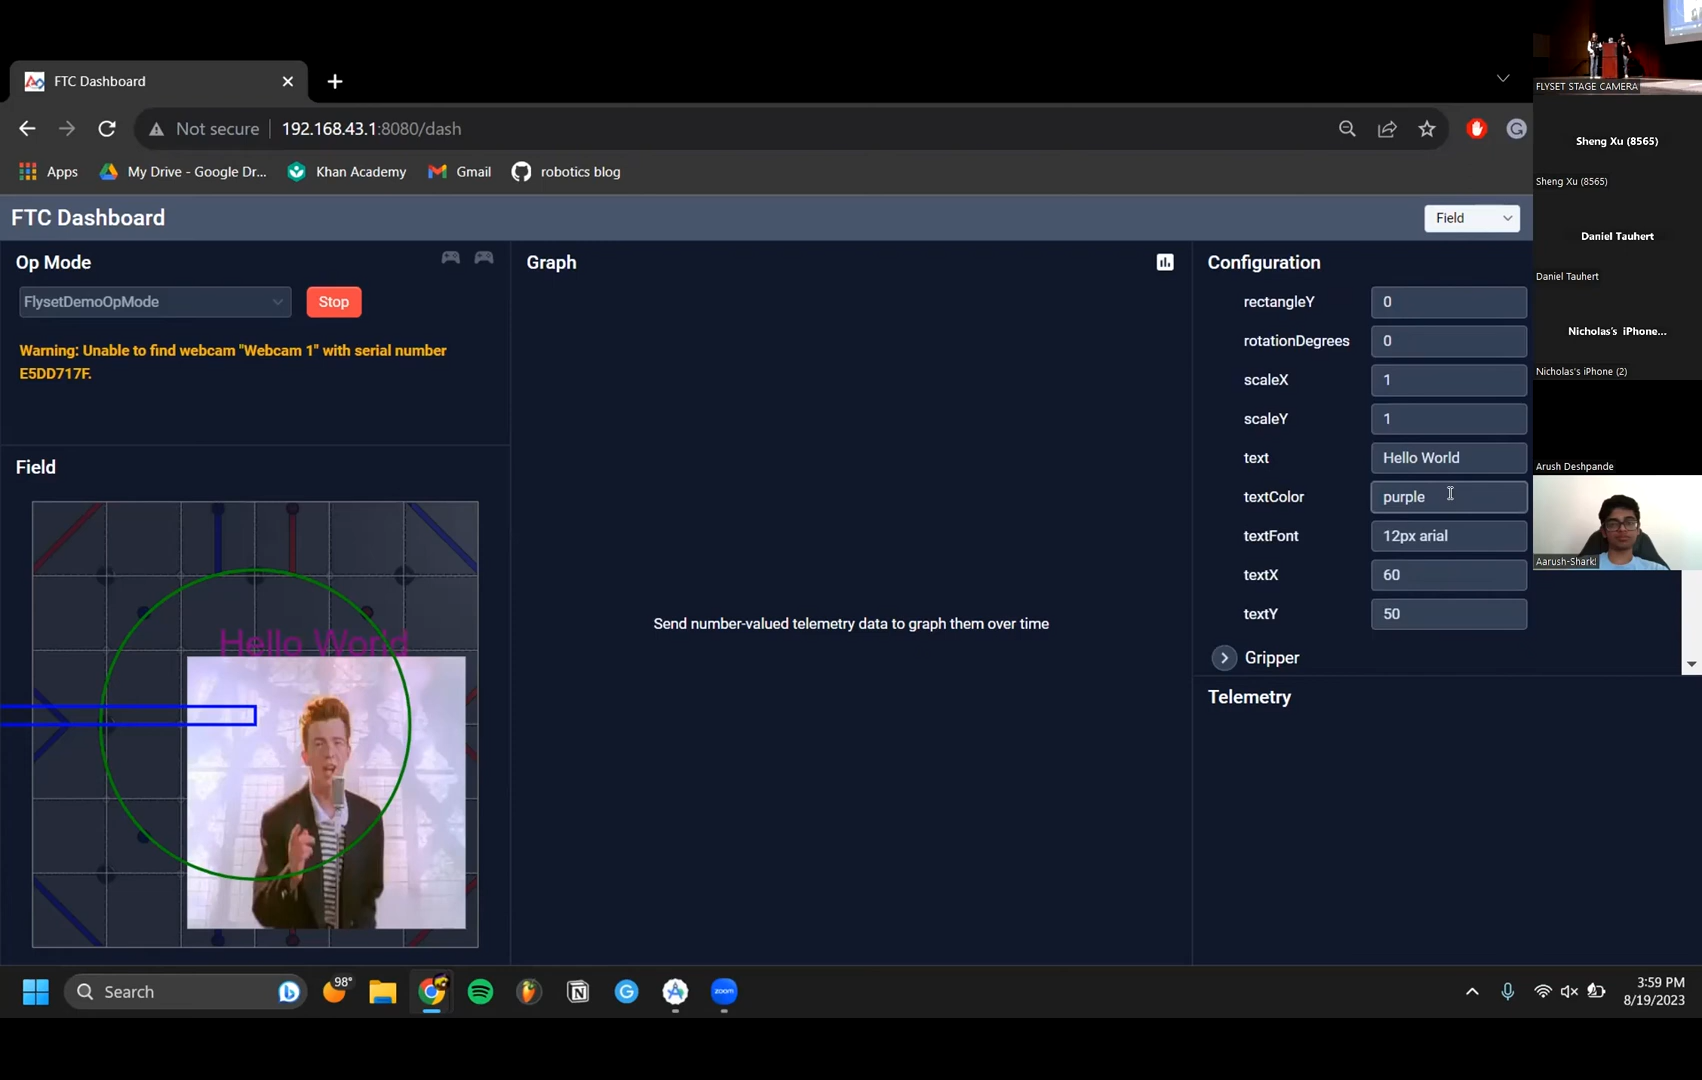 FTC Dashboard
Not secure
192.168.43.1:8080/dash
Apps
My Drive - Google Dr...
Khan Academy
Gmail
robotics blog
FTC Dashboard
Field
Op Mode
FlysetDemoOpMode
Stop
Warning: Unable to find webcam "Webcam 1" with serial number
E5DD717F.
Field
Hello World
Graph
Send number-valued telemetry data to graph them over time
Configuration
rectangleY 0
rotationDegrees 0
scaleX 1
scaleY 1
text Hello World
textColor purple
textFont 12px arial
textX 60
textY 50
Gripper
Telemetry
FLYSET STAGE CAMERA
Sheng Xu (8565)
Sheng Xu (8565)
Daniel Tauhert
Daniel Tauhert
Nicholas's iPhone...
Nicholas's iPhone (2)
Arush Deshpande
Aarush-Shark!
98°
Search
zoom
3:59 PM
8/19/2023